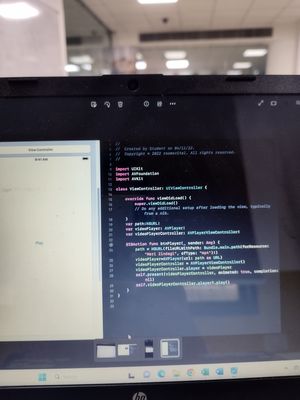 View Controller
9:41 AM
Play
//
// Created by Student on 04/11/22.
// Copyright © 2022 rssmorital. All rights reserved.
//
import UIKit
import AVFoundation
import AVKit
class ViewController: UIViewController {
override func viewDidLoad() {
super.viewDidLoad()
// Do any additional setup after loading the view, typically
from a nib.
}
var path:NSURL!
var videoPlayer: AVPlayer!
var videoPlayerController: AVPlayerViewController!
@IBAction func btnPlayer(_ sender: Any) {
path = NSURL(fileURLWithPath: Bundle.main.path(forResource:
"Meri Zindagi", ofType: "mp4")!)
videoPlayer=AVPlayer(url: path as URL)
videoPlayerController = AVPlayerViewController()
videoPlayerController.player = videoPlayer
self.present(videoPlayerController, animated: true, completion:
nil)
self.videoPlayerController.player?.play()
}
}
hp